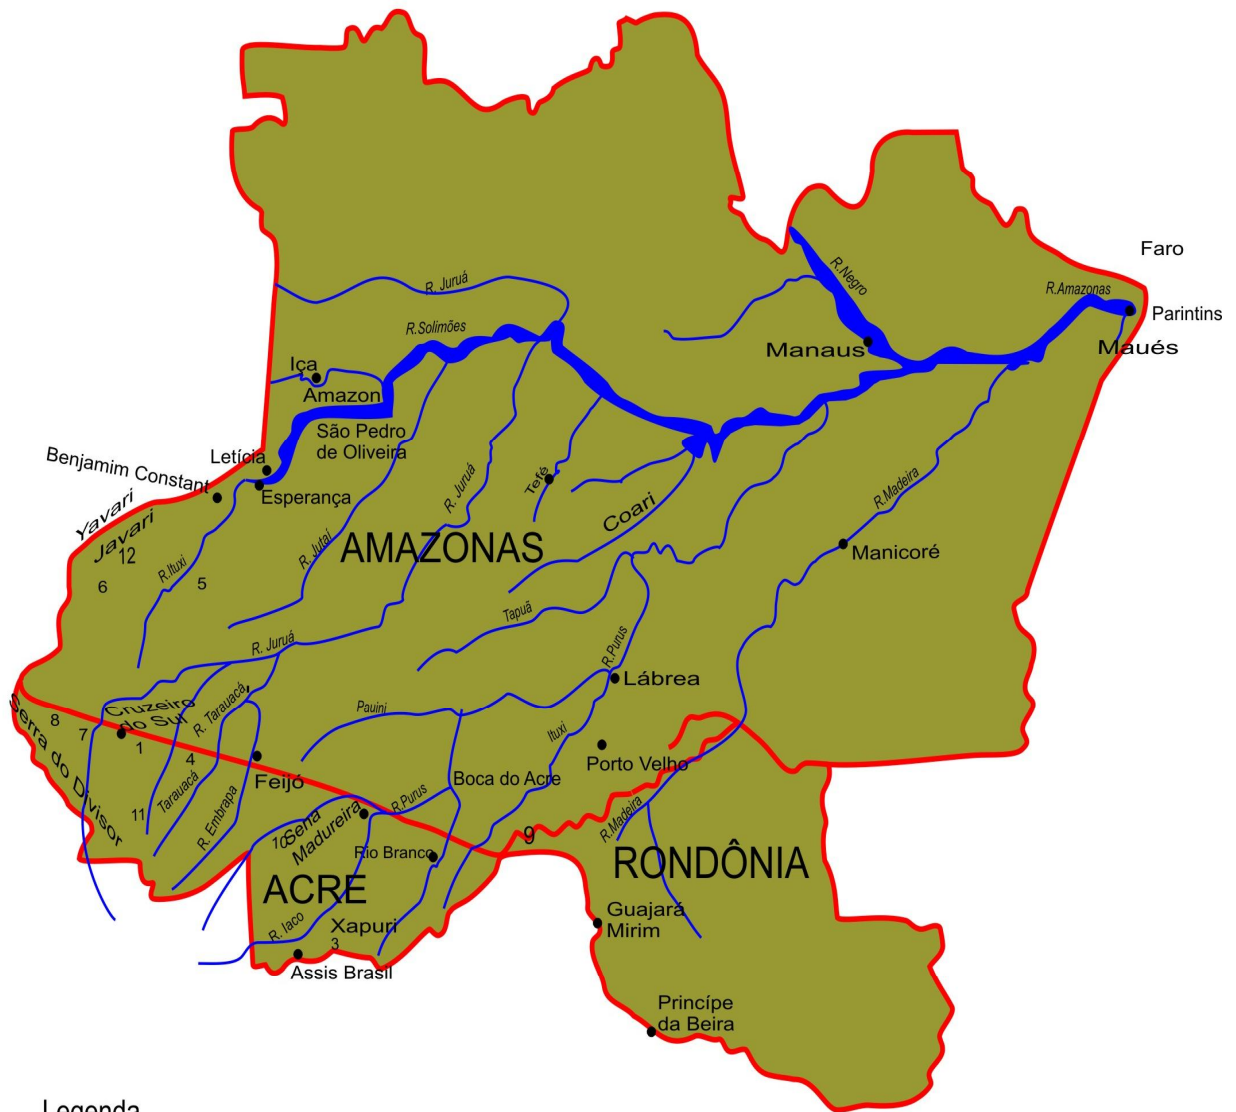 Faro
R. Juruá
R.Negro
R.Amazonas
Parintins
R.Solimões
Manaus
Maués
Iça
Amazon
São Pedro
de Oliveira
Letícia
Benjamim Constant
Esperança
Tefé
R. Juruá
R.Madeira
Yavari
Javari
12
Coari
R. Jutaí
AMAZONAS
Manicoré
6
R.Ituxi
5
Tapuã
R. Juruá
R.Purus
Lábrea
R. Tarauacá,
Serra do Divisor
Cruzeiro
do Sul
8
7
1
4
Pauini
Ituxi
Porto Velho
Feijó
Tarauacá
Boca do Acre
R.Purus
R. Embrapa
11
10
Sena
Madureira
R.Madeira
9
Rio Branco
RONDÔNIA
ACRE
Xapuri
R. Iaco
3
Guajará
Mirim
Assis Brasil
Princípe
da Beira
Legenda